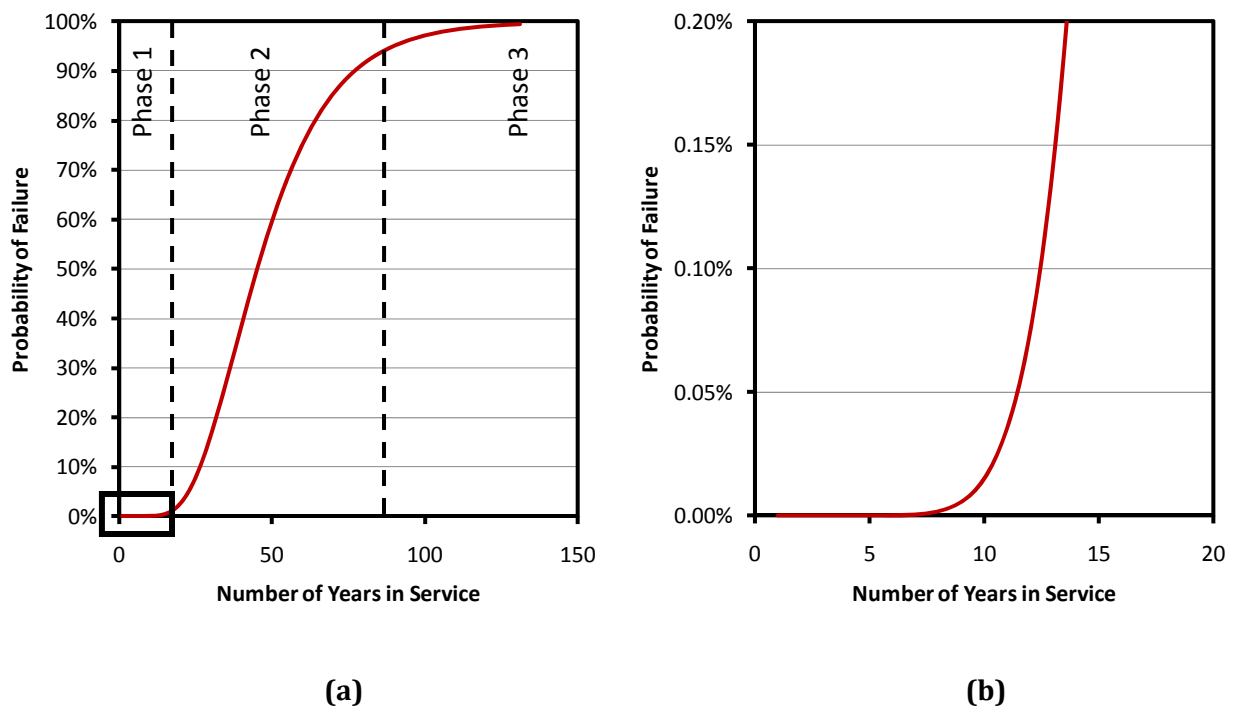 100%
90%
80%
70%
60%
50%
40%
30%
20%
10%
0%
Probability of Failure
Phase 1
Phase 2
Phase 3
0 50 100 150
Number of Years in Service
(a)
0.20%
0.15%
0.10%
0.05%
0.00%
Probability of Failure
0 5 10 15 20
Number of Years in Service
(b)